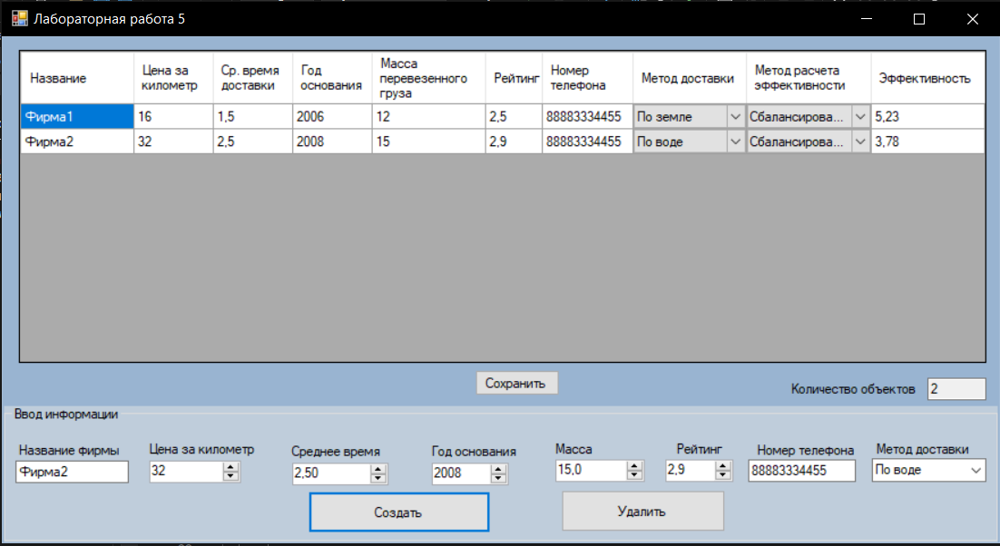 Лабораторная работа 5
Название
Цена за
километр
Ср. время
доставки
Год
основания
Масса
перевезенного
груза
Рейтинг
Номер
телефона
Метод доставки
Метод расчета
эффективности
Эффективность
Фирма1 16 1,5 2006 12 2,5 88883334455 По земле Сбалансирова... 5,23
Фирма2 32 2,5 2008 15 2,9 88883334455 По воде Сбалансирова... 3,78
Сохранить
Количество объектов 2
Ввод информации
Название фирмы Цена за километр Среднее время Год основания Масса Рейтинг Номер телефона Метод доставки
Фирма2 32 2,50 2008 15,0 2,9 88883334455 По воде
Создать Удалить